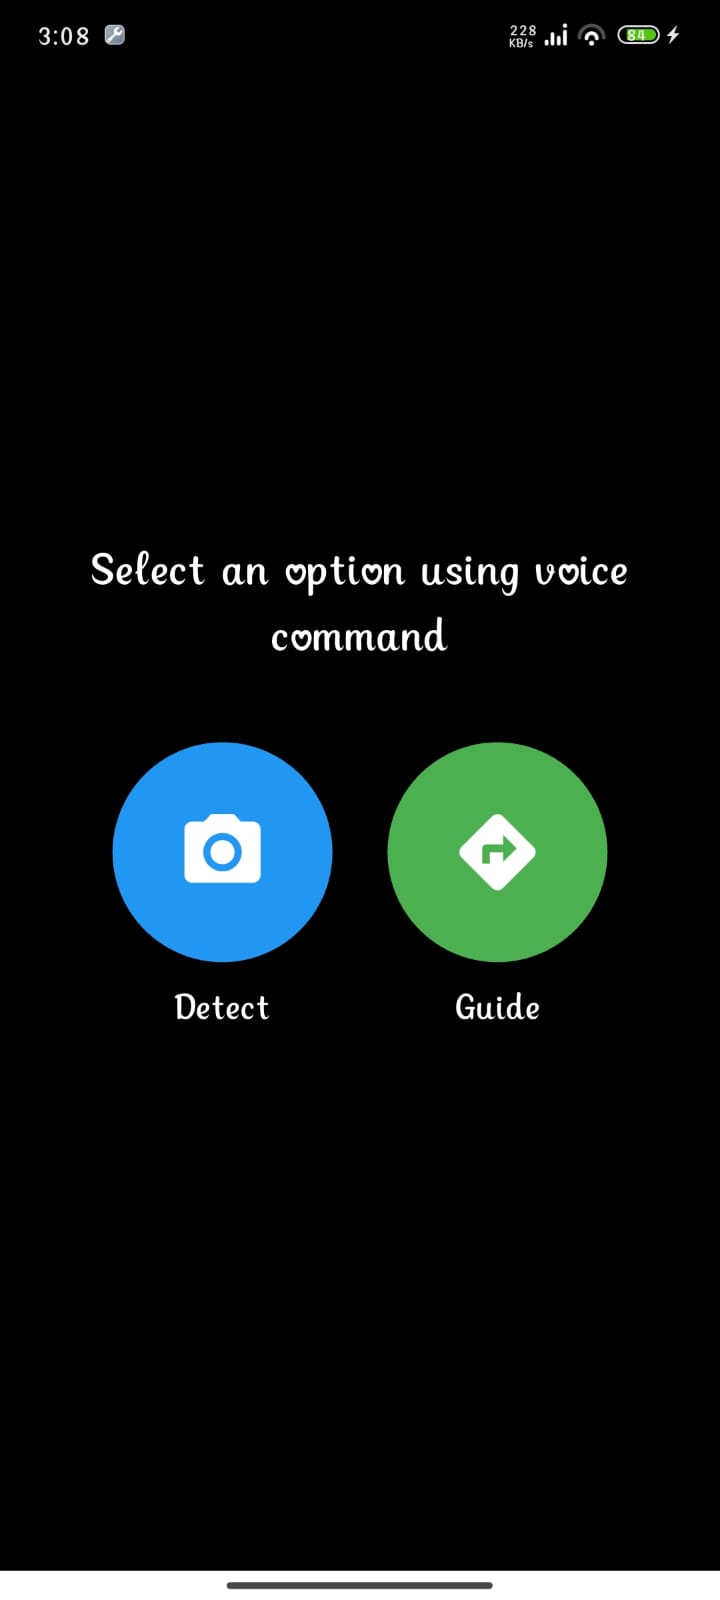 3:08
228
KB/s
84
Select an option using voice
command
Detect
Guide